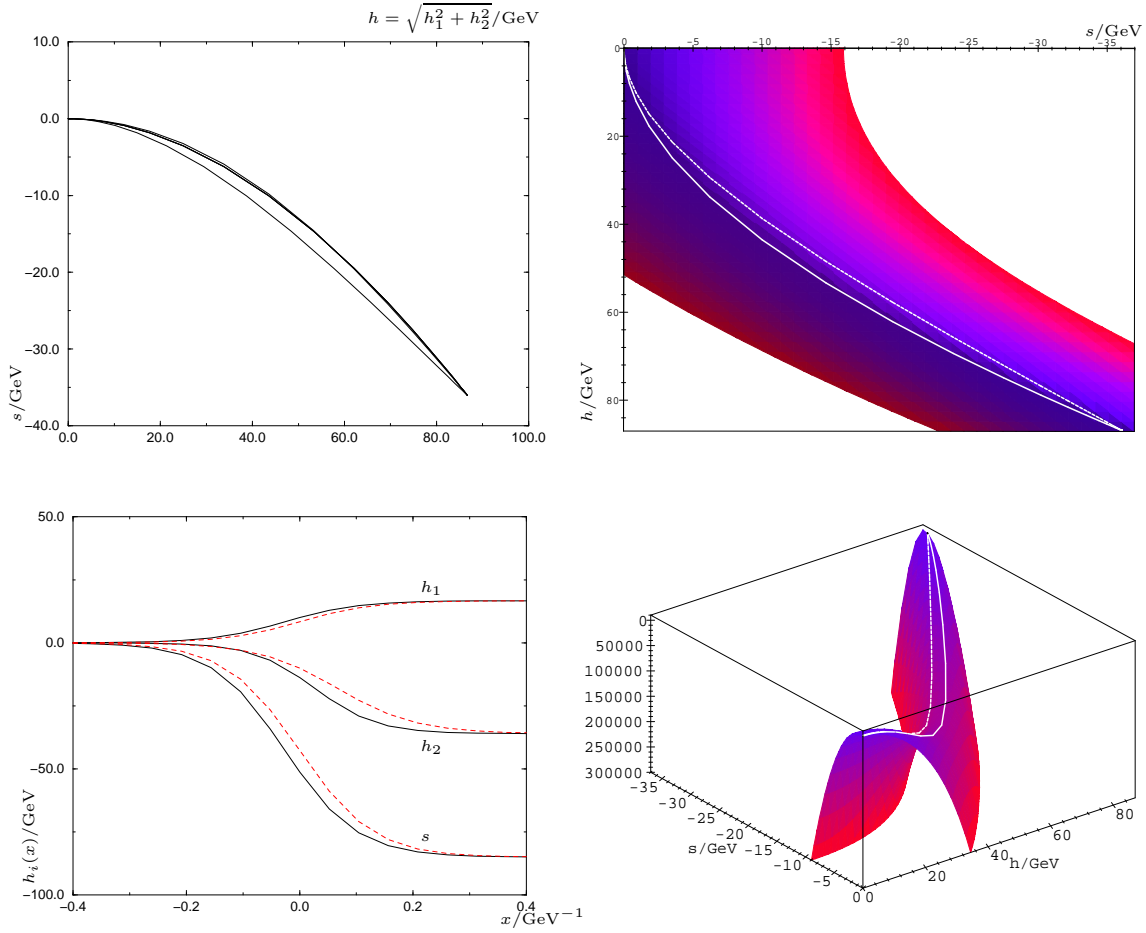 h = √h₁² + h₂²/GeV
10.0
0.0
−10.0
−20.0
−30.0
−40.0
s/GeV
0.0 20.0 40.0 60.0 80.0 100.0
s/GeV
0 -5 -10 -15 -20 -25 -30 -35
0
20
40
60
80
h/GeV
50.0
0.0
−50.0
−100.0
h₁
h₂
s
hᵢ(x)/GeV
−0.4 −0.2 0.0 0.2 0.4
x/GeV⁻¹
0
50000
100000
150000
200000
250000
300000
−35
−30
−25
−20
s/GeV
−15
−10
−5
0
0
20
40
h/GeV
60
80